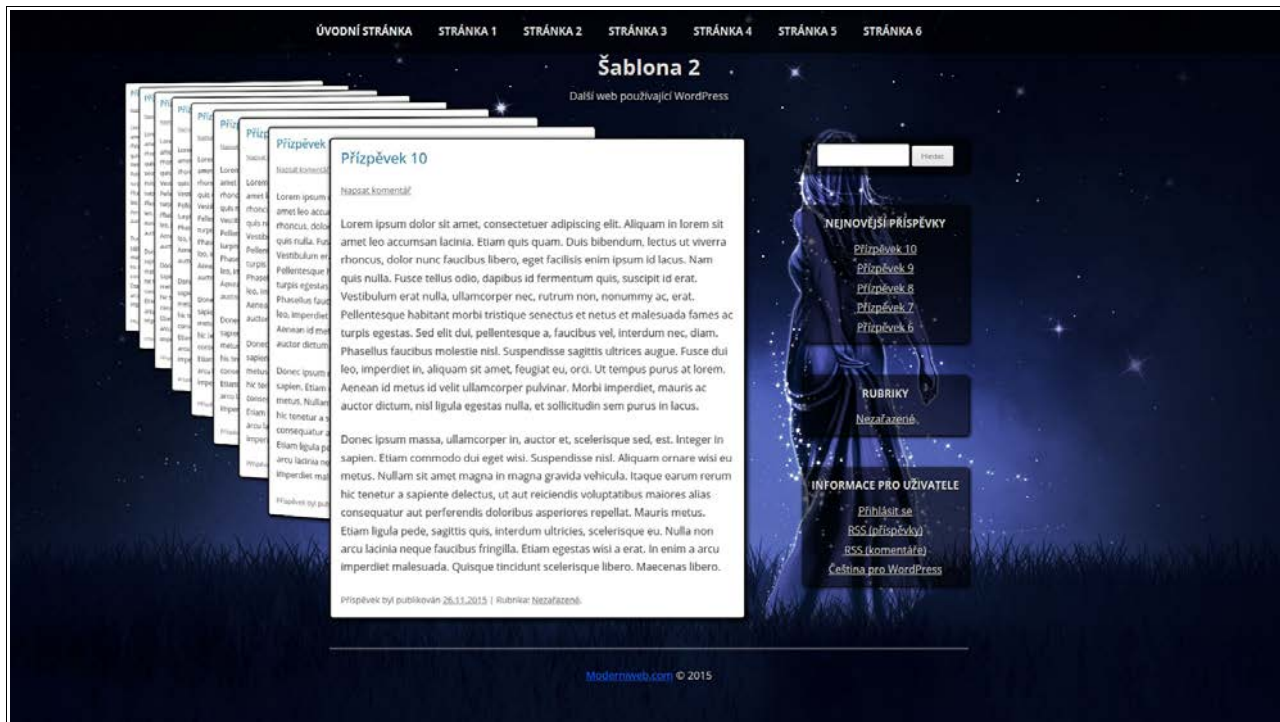 ÚVODNÍ STRÁNKA STRÁNKA 1 STRÁNKA 2 STRÁNKA 3 STRÁNKA 4 STRÁNKA 5 STRÁNKA 6
Šablona 2
Další web používající WordPress
Přízpěvek
Přízpěvek 10
Napsat komentář
Lorem ipsum dolor sit amet, consectetuer adipiscing elit. Aliquam in lorem sit
amet leo accumsan lacinia. Etiam quis quam. Duis bibendum, lectus ut viverra
rhoncus, dolor nunc faucibus libero, eget facilisis enim ipsum id lacus. Nam
quis nulla. Fusce tellus odio, dapibus id fermentum quis, suscipit id erat.
Vestibulum erat nulla, ullamcorper nec, rutrum non, nonummy ac, erat.
Pellentesque habitant morbi tristique senectus et netus et malesuada fames ac
turpis egestas. Sed elit dui, pellentesque a, faucibus vel, interdum nec, diam.
Phasellus faucibus molestie nisl. Suspendisse sagittis ultrices augue. Fusce dui
leo, imperdiet in, aliquam sit amet, feugiat eu, orci. Ut tempus purus at lorem.
Aenean id metus id velit ullamcorper pulvinar. Morbi imperdiet, mauris ac
auctor dictum, nisl ligula egestas nulla, et sollicitudin sem purus in lacus.
Donec ipsum massa, ullamcorper in, auctor et, scelerisque sed, est. Integer in
sapien. Etiam commodo dui eget wisi. Suspendisse nisl. Aliquam ornare wisi eu
metus. Nullam sit amet magna in magna gravida vehicula. Itaque earum rerum
hic tenetur a sapiente delectus, ut aut reiciendis voluptatibus maiores alias
consequatur aut perferendis doloribus asperiores repellat. Mauris metus.
Etiam ligula pede, sagittis quis, interdum ultricies, scelerisque eu. Nulla non
arcu lacinia neque faucibus fringilla. Etiam egestas wisi a erat. In enim a arcu
imperdiet malesuada. Quisque tincidunt scelerisque libero. Maecenas libero.
Příspěvek byl publikován 26.11.2015 | Rubrika: Nezařazené.
Hledat
NEJNOVĚJŠÍ PŘÍSPĚVKY
Přízpěvek 10
Přízpěvek 9
Přízpěvek 8
Přízpěvek 7
Přízpěvek 6
RUBRIKY
Nezařazené
INFORMACE PRO UŽIVATELE
Přihlásit se
RSS (příspěvky)
RSS (komentáře)
Čeština pro WordPress
Moderniweb.com © 2015